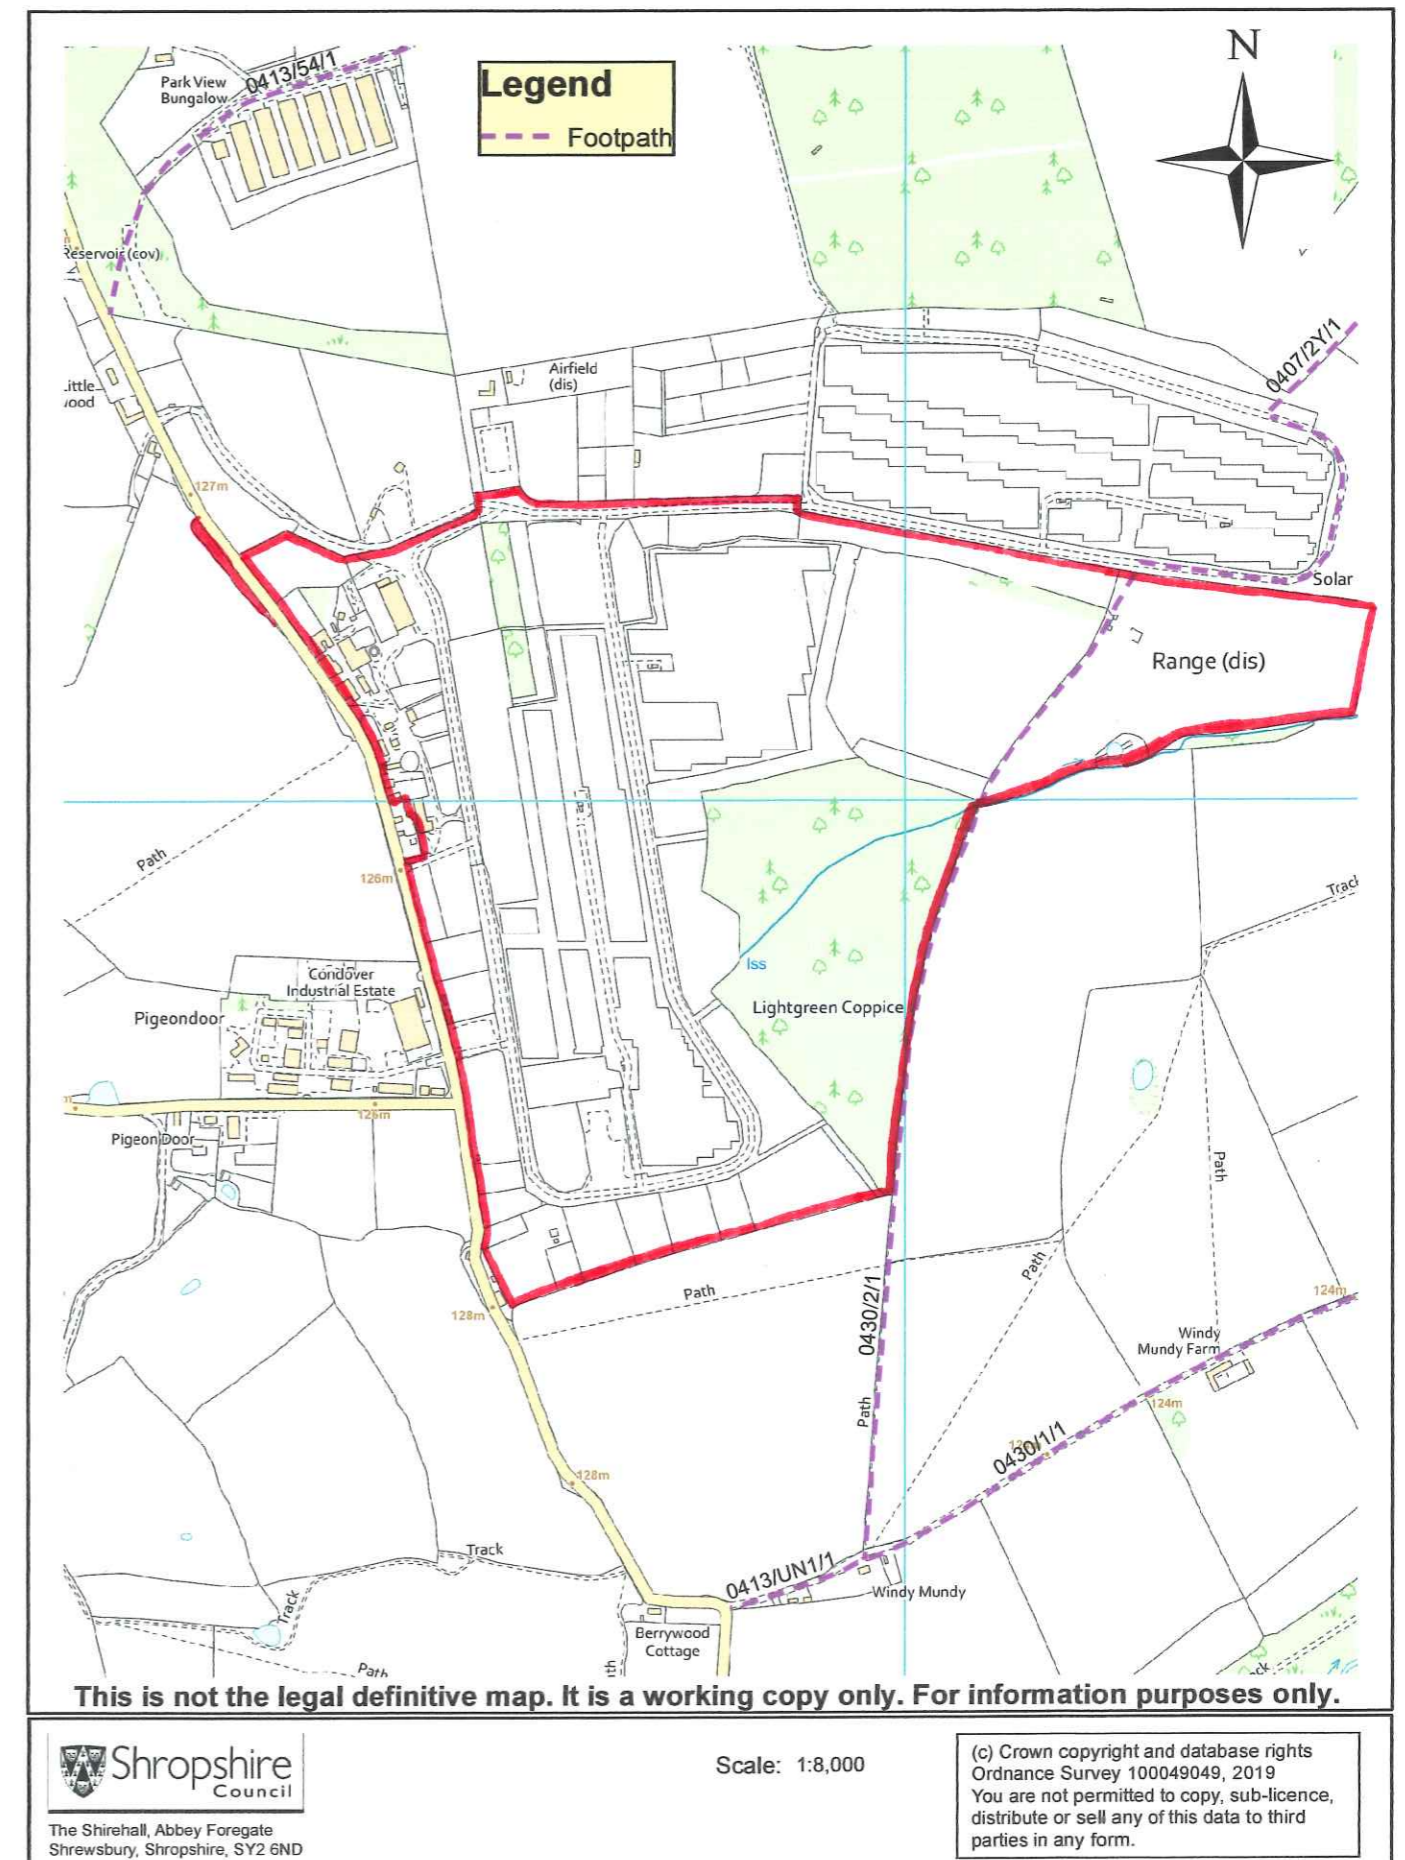 Park View
Bungalow
0413/54/1
Legend
Footpath
N
Reservoir (cov)
Airfield
(dis)
0407/2Y/1
127m
Solar
Range (dis)
Path
126m
Track
Iss
Condover
Industrial Estate
Pigeondoor
Lightgreen Coppice
126m
Pigeon Door
Path
Path
Path
0430/2/1
128m
124m
Windy
Mundy Farm
Path
124m
0430/1/1
128m
Track
0413/UN1/1
Windy Mundy
Track
Berrywood
Cottage
Path
This is not the legal definitive map. It is a working copy only. For information purposes only.
Shropshire
Council
The Shirehall, Abbey Foregate
Shrewsbury, Shropshire, SY2 6ND
Scale: 1:8,000
(c) Crown copyright and database rights
Ordnance Survey 100049049, 2019
You are not permitted to copy, sub-licence,
distribute or sell any of this data to third
parties in any form.